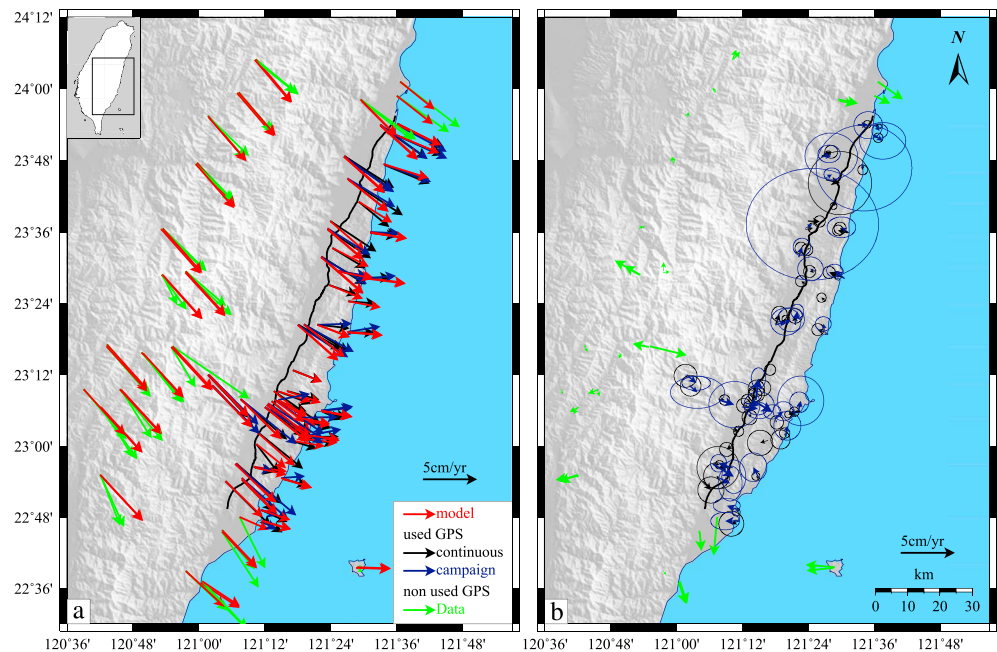 24°12'
24°00'
23°48'
23°36'
23°24'
23°12'
23°00'
22°48'
22°36'
120°36'
120°48'
121°00'
121°12'
121°24'
121°36'
121°48'
5cm/yr
model
used GPS
continuous
campaign
non used GPS
Data
a
N
5cm/yr
km
0 10 20 30
b
120°36'
120°48'
121°00'
121°12'
121°24'
121°36'
121°48'